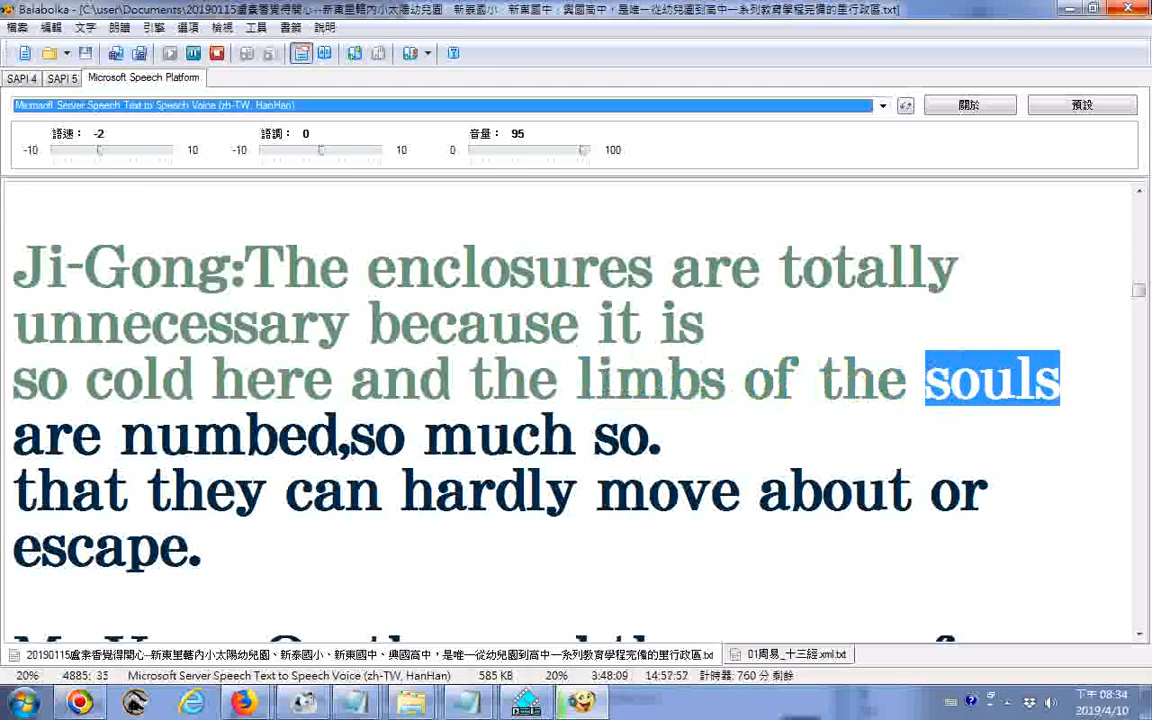 Balabolka - [C:\user\Documents\20190115盧素香覺得開心--新東里轄內小太陽幼兒園、新泰國小、新東國中、興國高中，是唯一從幼兒園到高中一系列教育學程完備的里行政區.txt]
檔案 編輯 文字 朗讀 引擎 選項 檢視 工具 書籤 說明
SAPI 4 SAPI 5 Microsoft Speech Platform
Microsoft Server Speech Text to Speech Voice (zh-TW, HanHan) 關於 預設
語速： -2 語調： 0 音量： 95
-10 10 -10 10 0 100
Ji-Gong:The enclosures are totally
unnecessary because it is
so cold here and the limbs of the souls
are numbed,so much so.
that they can hardly move about or
escape.
20190115盧素香覺得開心--新東里轄內小太陽幼兒園、新泰國小、新東國中、興國高中，是唯一從幼兒園到高中一系列教育學程完備的里行政區.txt 01周易_十三經.xml.txt
20% 4885: 33 Microsoft Server Speech Text to Speech Voice (zh-TW, HanHan) 585 KB 20% 3:48:09 14:57:52 計時器: 760 分 剩餘
下午 08:34
2019/4/10